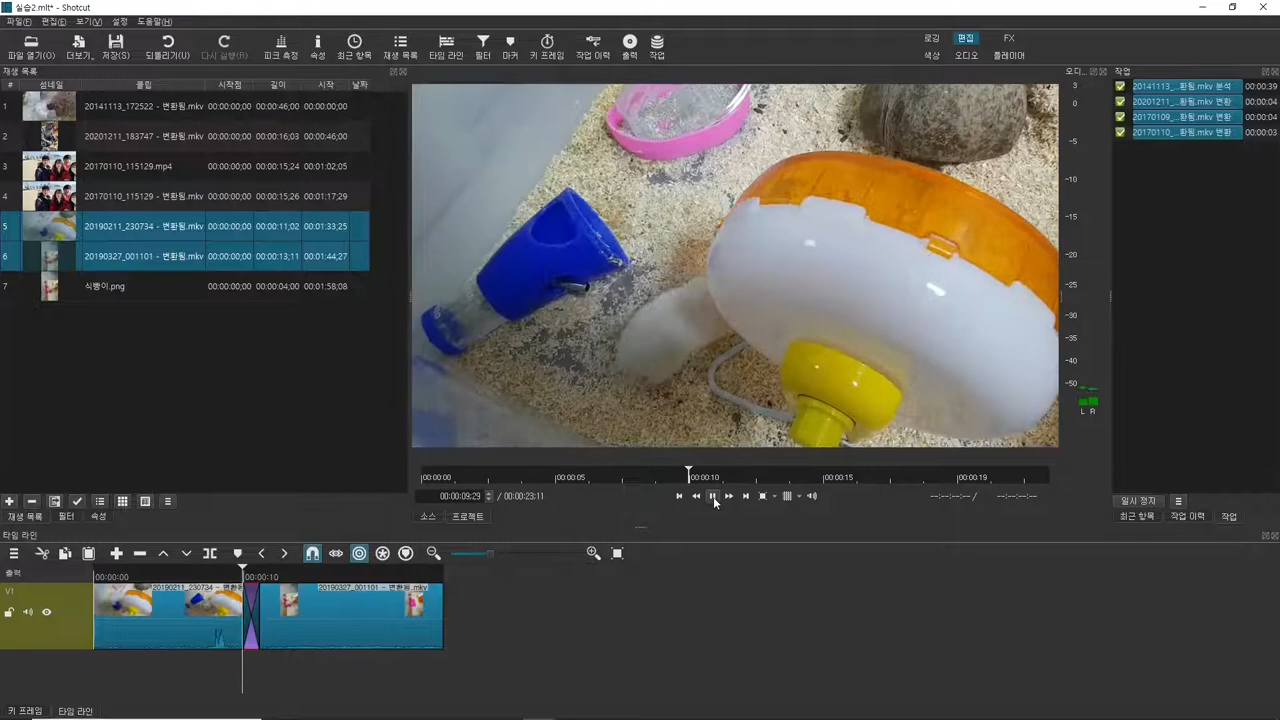 실습2.mlt* - Shotcut
파일(F) 편집(E) 보기(V) 설정 도움말(H)
파일 열기(O) 더보기.. 저장(S) 되돌리기(U) 다시 실행(R) 피크 측정 속성 최근 항목 재생 목록 타임 라인 필터 마커 키 프레임 작업 이력 출력 작업
로깅 편집 FX
색상 오디오 플레이어
재생 목록
# 섬네일 클립 시작점 길이 시작 날짜
1 20141113_172522 - 변환됨.mkv 00:00:00;00 00:00:46;00 00:00:00;00
2 20201211_183747 - 변환됨.mkv 00:00:00;00 00:00:16;03 00:00:46;00
3 20170110_115129.mp4 00:00:00;00 00:00:15;24 00:01:02;05
4 20170110_115129 - 변환됨.mkv 00:00:00;00 00:00:15;26 00:01:17;29
5 20190211_230734 - 변환됨.mkv 00:00:00;00 00:00:11;02 00:01:33;25
6 20190327_001101 - 변환됨.mkv 00:00:00;00 00:00:13;11 00:01:44;27
7 식빵이.png 00:00:00;00 00:00:04;00 00:01:58;08
오디...
3
0
-5
-10
-15
-20
-25
-30
-35
-40
-50
L R
작업
20141113_...환됨.mkv 분석 00:00:39
20201211_...환됨.mkv 변환 00:00:04
20170109_...환됨.mkv 변환 00:00:04
20170110_...환됨.mkv 변환 00:00:03
00:00:00 00:00:05 00:00:10 00:00:15 00:00:19
00:00:09:29 / 00:00:23:11 --:--:--:-- / --:--:--:--
소스 프로젝트
재생 목록 필터 속성
일시 정지
최근 항목 작업 이력 작업
타임 라인
출력 00:00:00 00:00:10
V1
20190211_230734 - 변환됨
20190327_001101 - 변환됨.mkv
키 프레임 타임 라인